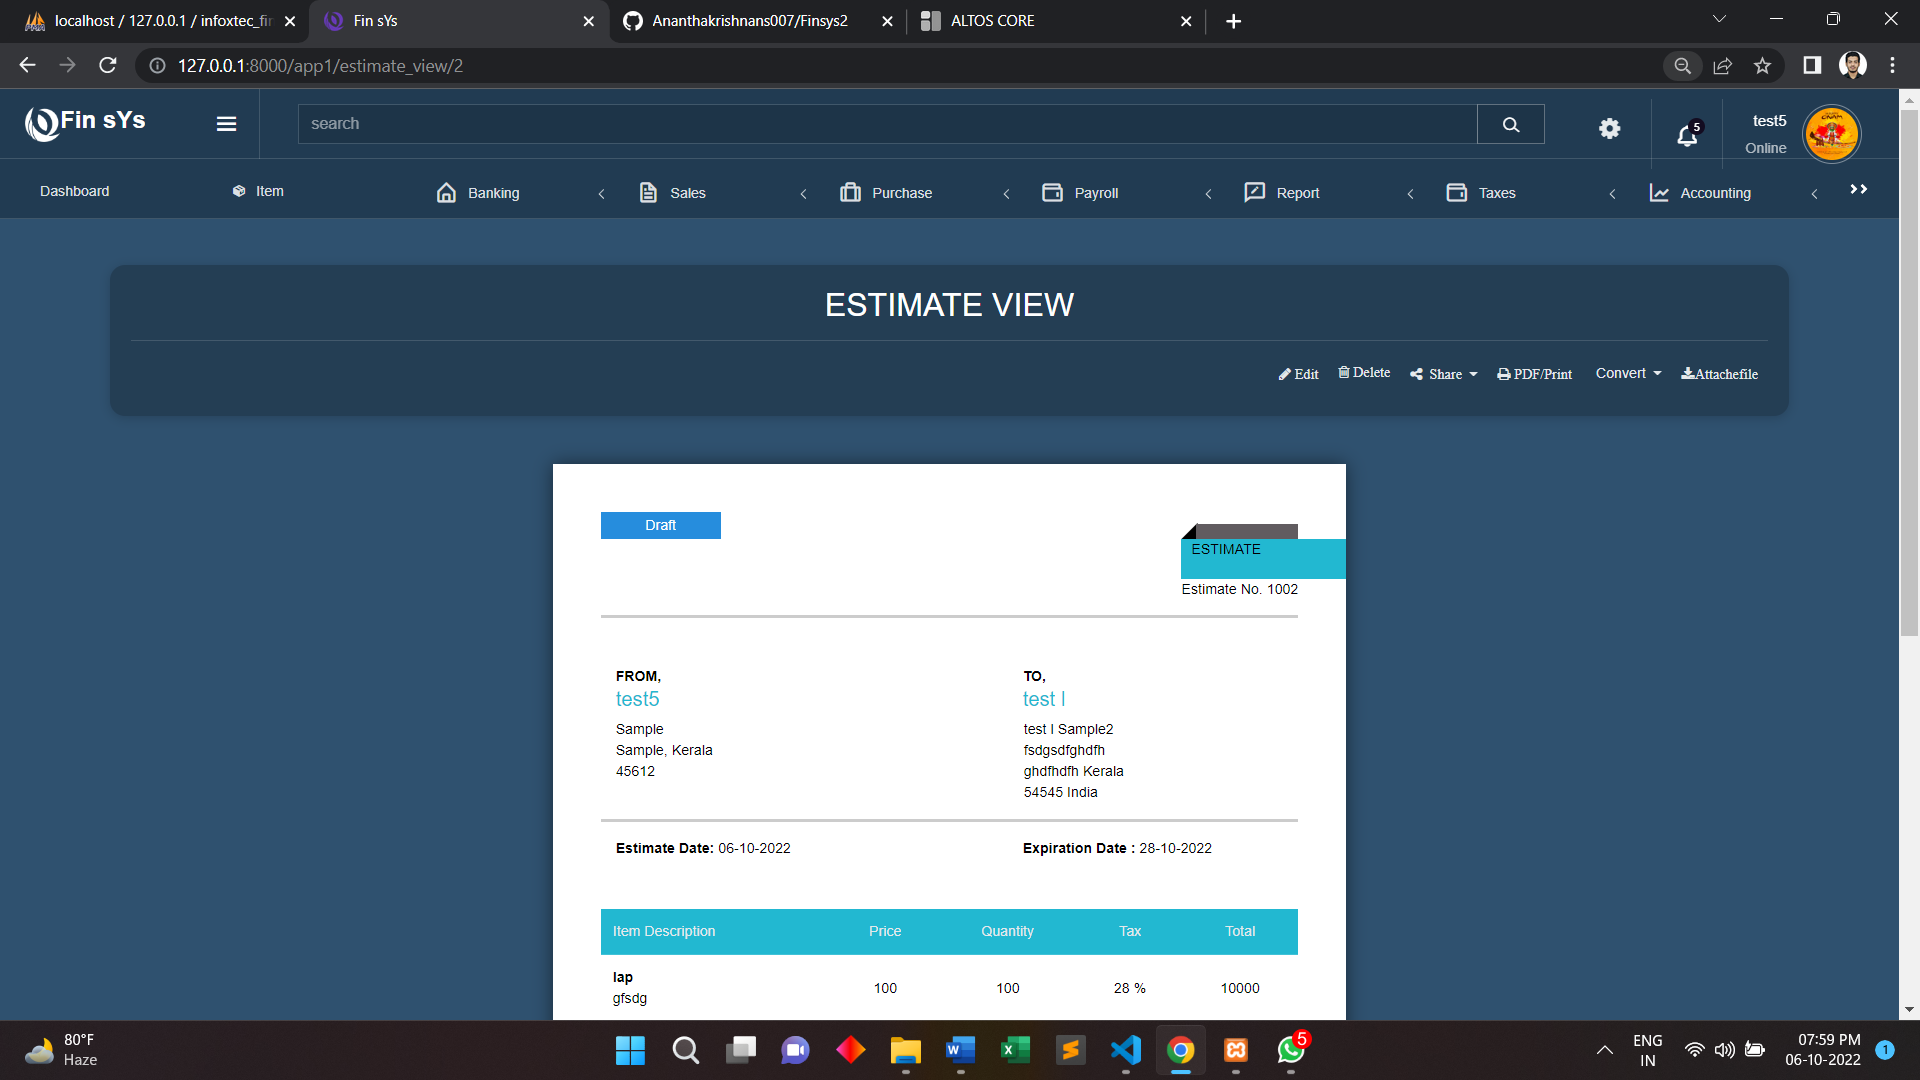 localhost / 127.0.0.1 / infoxtec_fin
Fin sYs
Ananthakrishnans007/Finsys2
ALTOS CORE
127.0.0.1:8000/app1/estimate_view/2
Fin sYs
search
5
test5
Online
Dashboard
Item
Banking
Sales
Purchase
Payroll
Report
Taxes
Accounting
ESTIMATE VIEW
Edit
Delete
Share
PDF/Print
Convert
Attachefile
Draft
ESTIMATE
Estimate No. 1002
FROM,
test5
Sample
Sample, Kerala
45612
TO,
test l
test l Sample2
fsdgsdfghdfh
ghdfhdfh Kerala
54545 India
Estimate Date: 06-10-2022
Expiration Date : 28-10-2022
Item Description Price Quantity Tax Total
lap
gfsdg
100 100 28 % 10000
80°F
Haze
5
ENG
IN
07:59 PM
06-10-2022
1